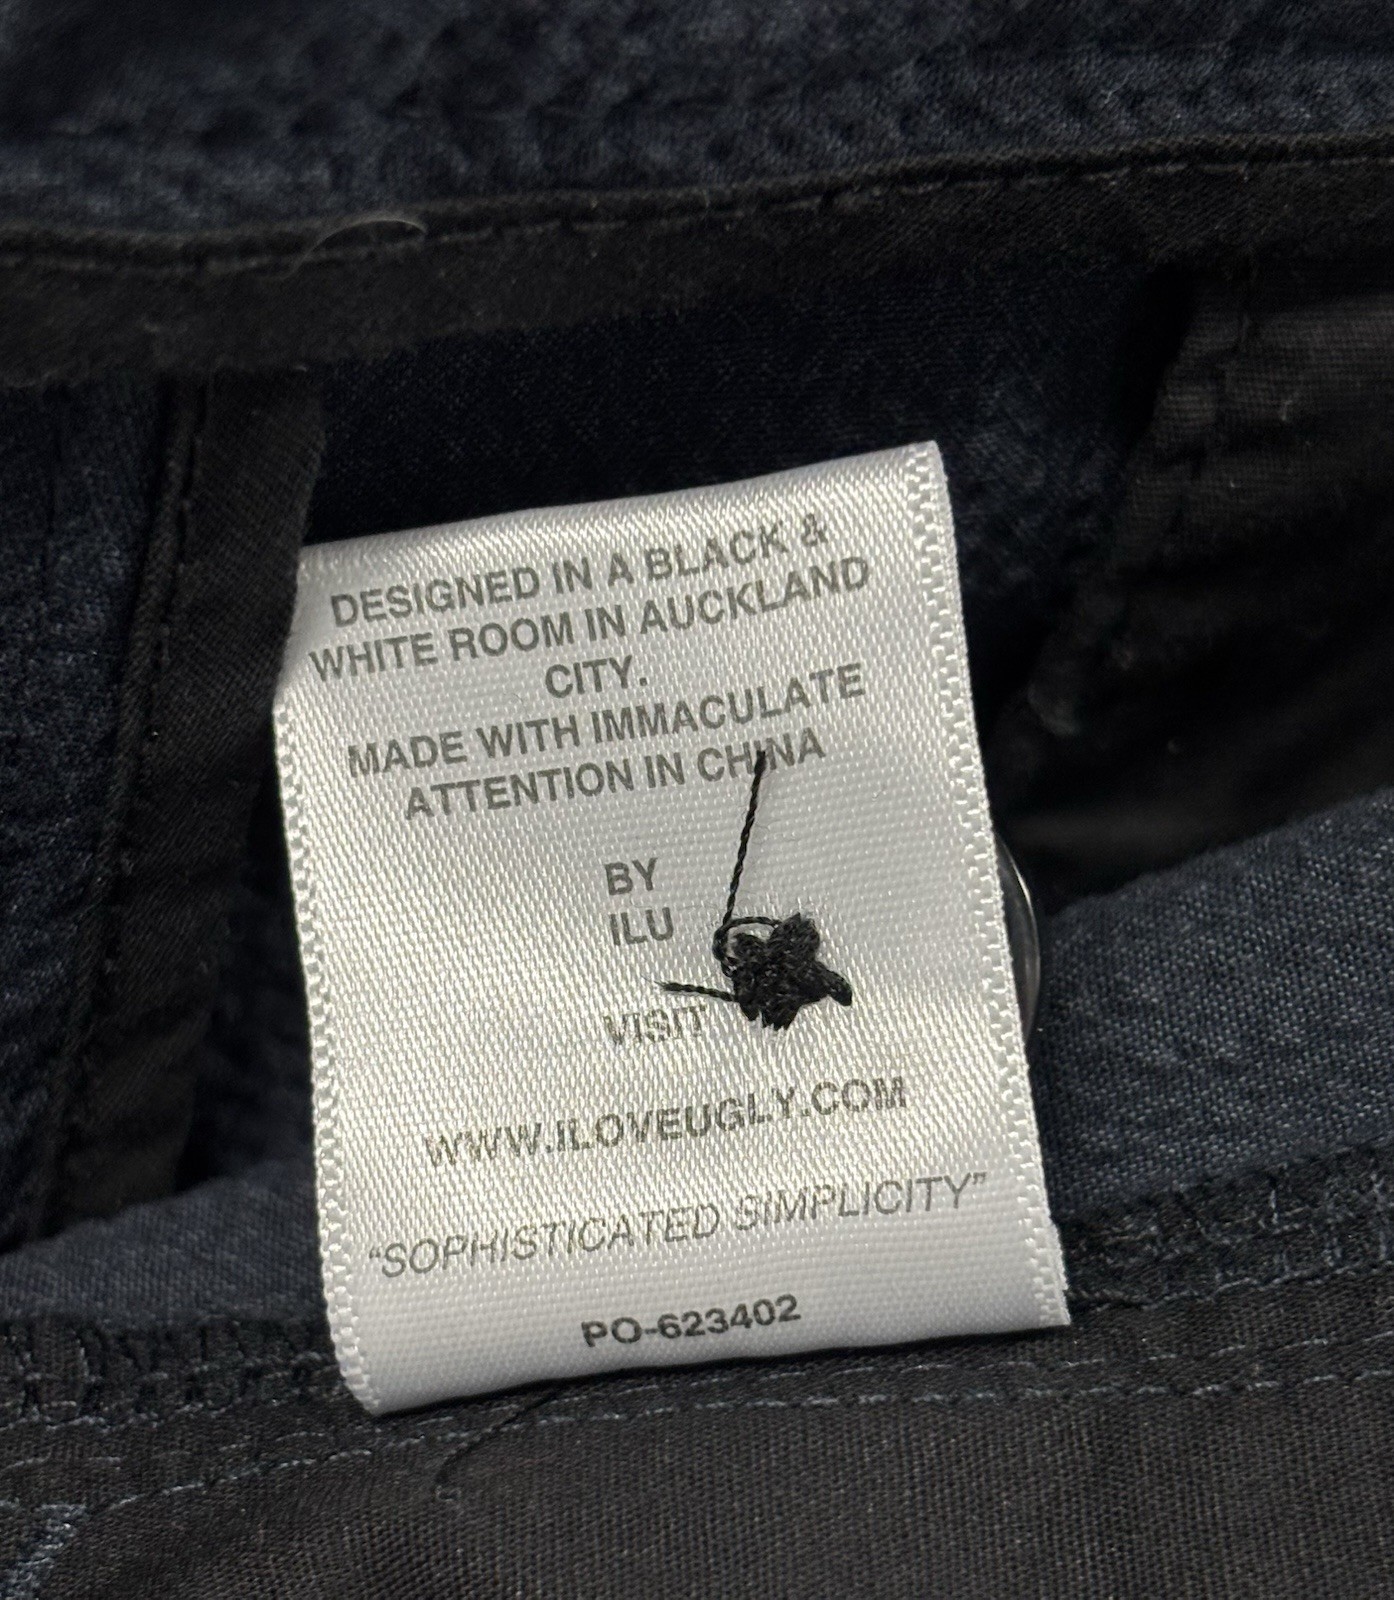 DESIGNED IN A BLACK &
WHITE ROOM IN AUCKLAND
CITY.
MADE WITH IMMACULATE
ATTENTION IN CHINA
BY
ILU
VISIT
WWW.ILOVEUGLY.COM
“SOPHISTICATED SIMPLICITY”
PO-623402